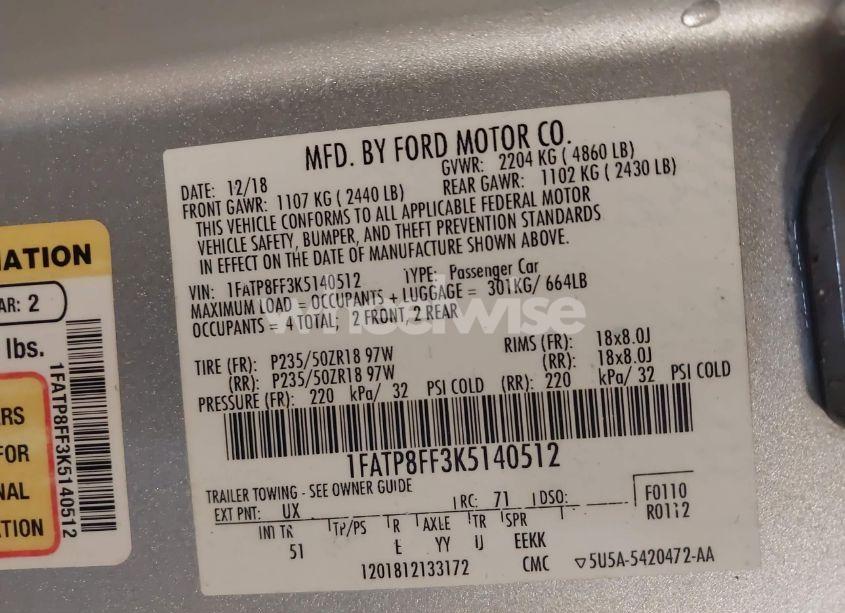 MFD. BY FORD MOTOR CO.
DATE: 12/18 GVWR: 2204 KG ( 4860 LB)
FRONT GAWR: 1107 KG ( 2440 LB) REAR GAWR: 1102 KG ( 2430 LB)
THIS VEHICLE CONFORMS TO ALL APPLICABLE FEDERAL MOTOR
VEHICLE SAFETY, BUMPER, AND THEFT PREVENTION STANDARDS
IN EFFECT ON THE DATE OF MANUFACTURE SHOWN ABOVE.
VIN: 1FATP8FF3K5140512 TYPE: Passenger Car
MAXIMUM LOAD = OCCUPANTS + LUGGAGE = 301KG/ 664LB
OCCUPANTS = 4 TOTAL; 2 FRONT, 2 REAR
wheelwise
TIRE (FR): P235/50ZR18 97W RIMS (FR): 18x8.0J
(RR): P235/50ZR18 97W (RR): 18x8.0J
PRESSURE (FR): 220 kPa/ 32 PSI COLD (RR): 220 kPa/ 32 PSI COLD
1FATP8FF3K5140512
TRAILER TOWING - SEE OWNER GUIDE
EXT PNT: UX RC: 71 DSO: F0110
R0112
INT TR TP/PS R AXLE TR SPR
51 E YY U EEKK
1201812133172 CMC ▽5U5A-5420472-AA
MATION
AR: 2
lbs.
ERS
FOR
NAL
ATION
1FATP8FF3K5140512